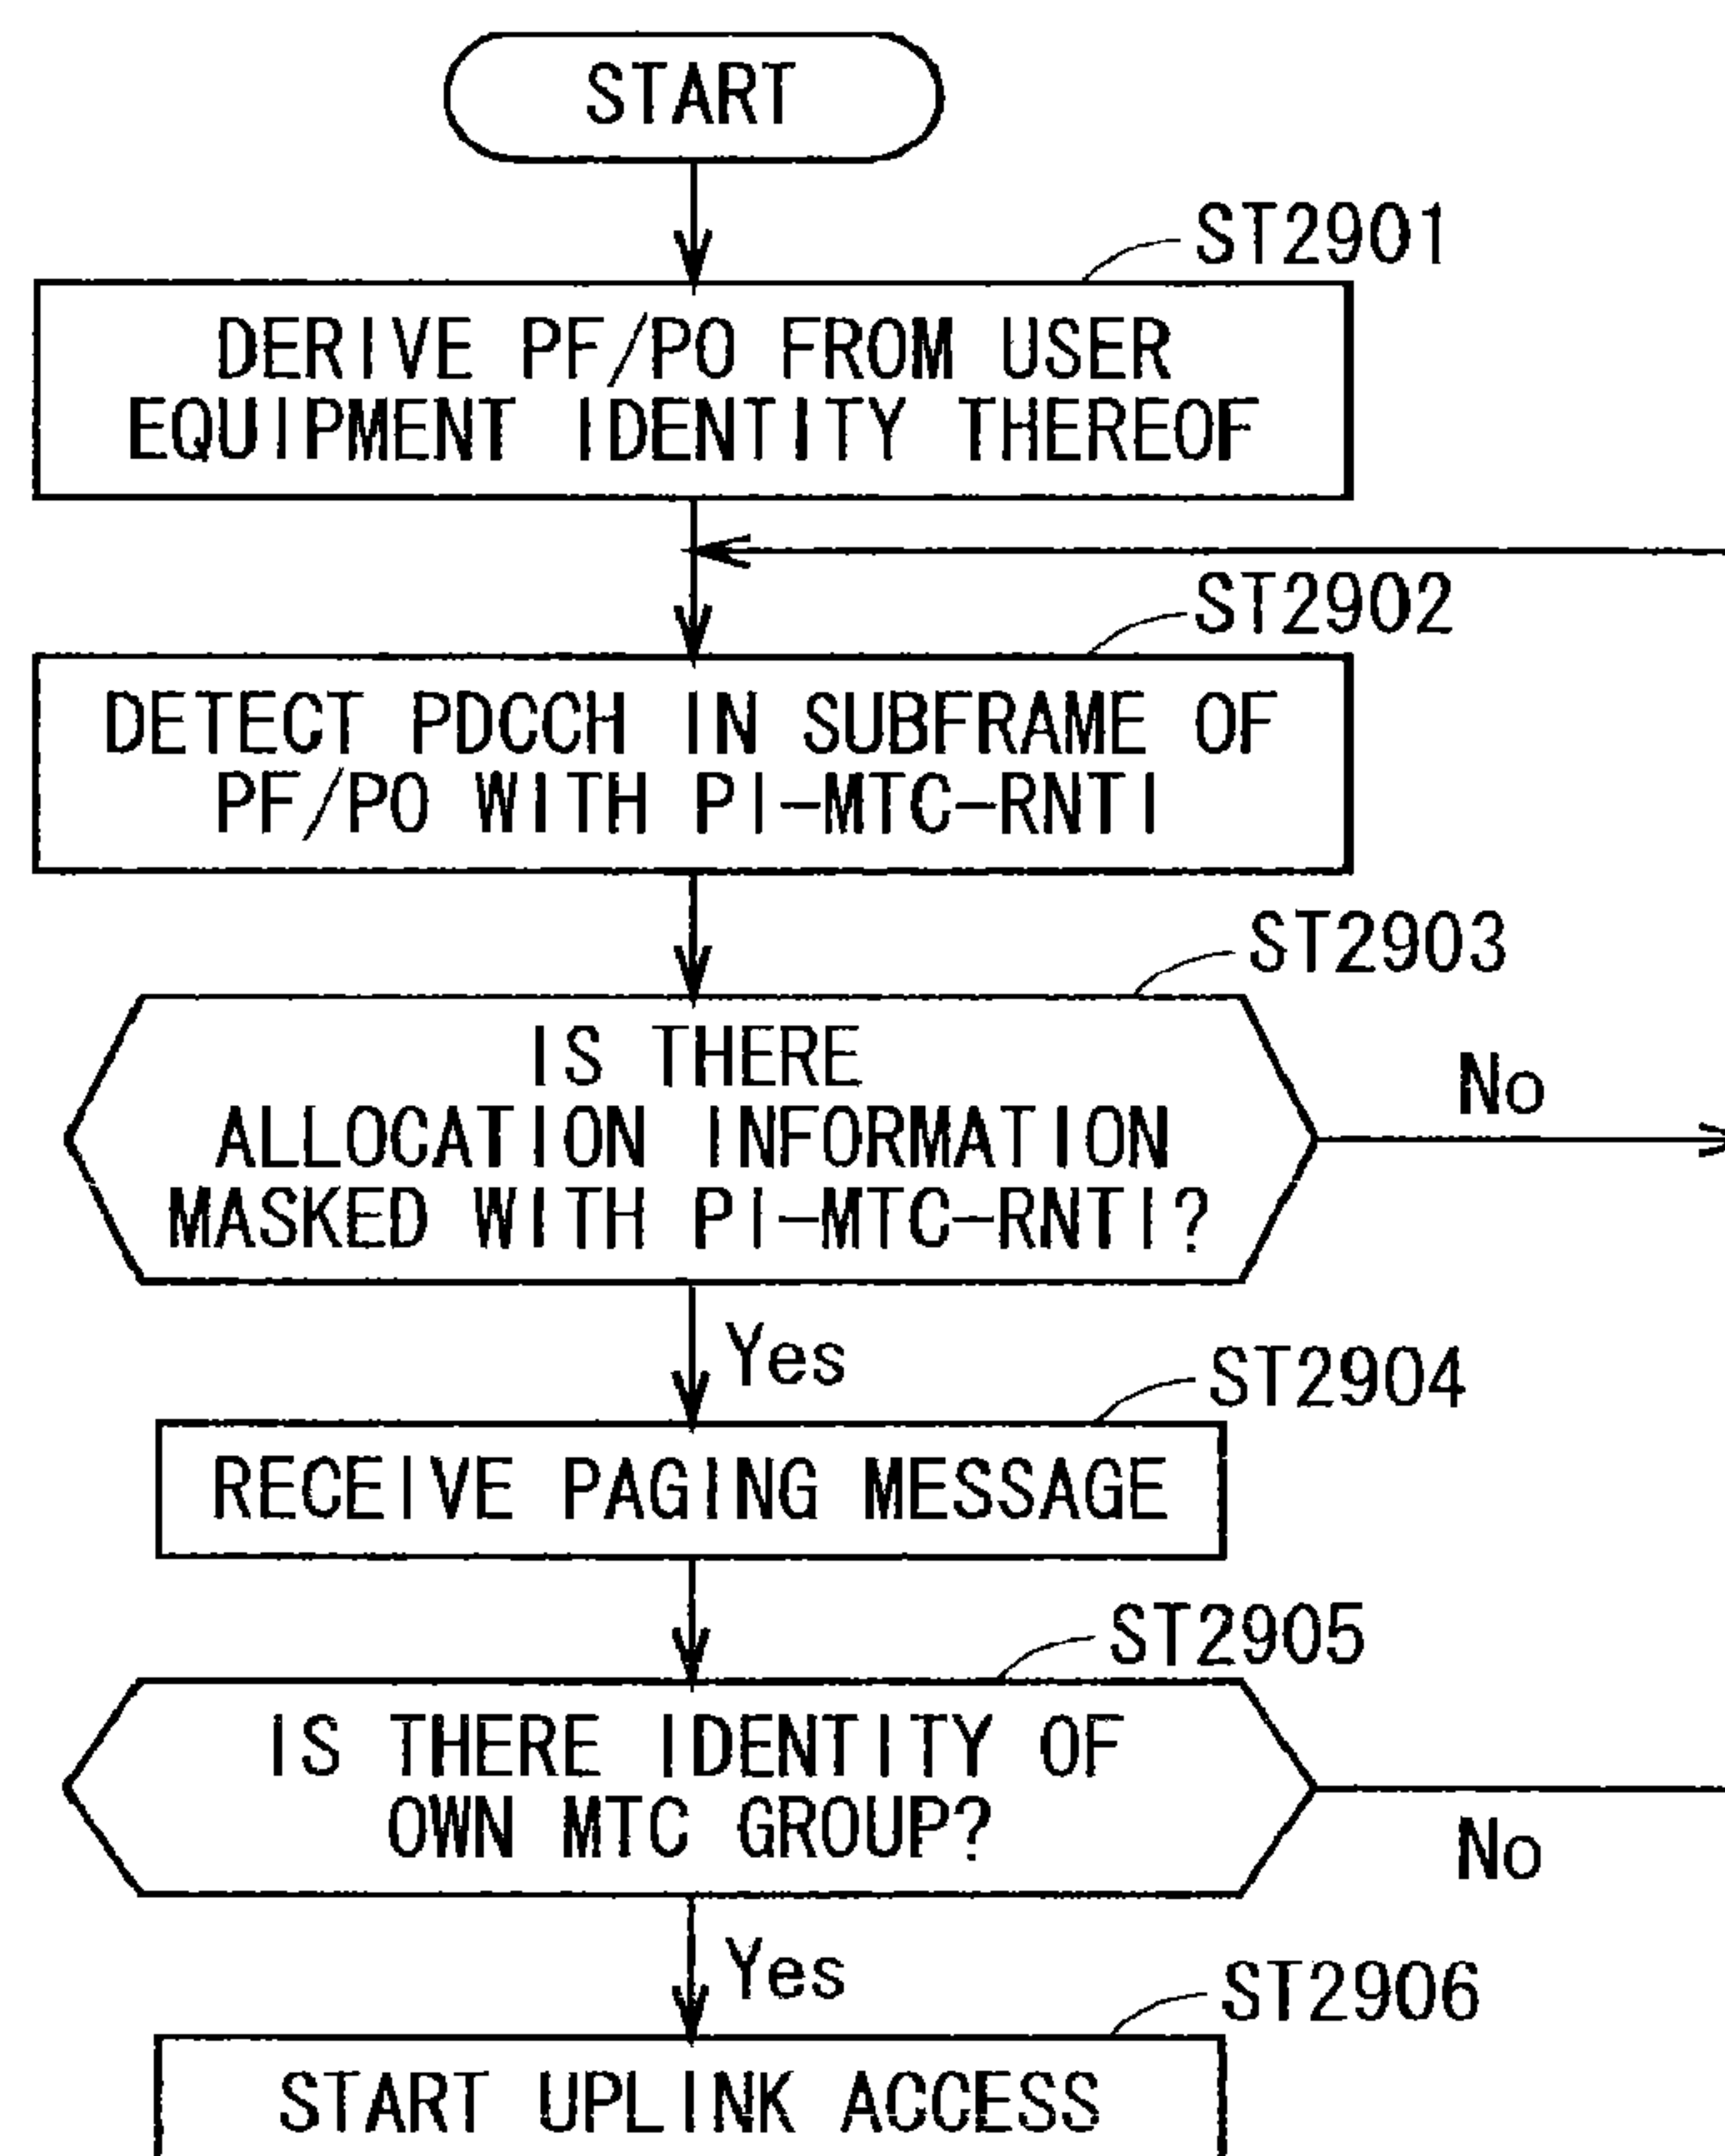 START
ST2901
DERIVE PF/PO FROM USER
EQUIPMENT IDENTITY THEREOF
ST2902
DETECT PDCCH IN SUBFRAME OF
PF/PO WITH PI-MTC-RNTI
ST2903
IS THERE
ALLOCATION INFORMATION
MASKED WITH PI-MTC-RNTI?
No
Yes
ST2904
RECEIVE PAGING MESSAGE
ST2905
IS THERE IDENTITY OF
OWN MTC GROUP?
No
Yes
ST2906
START UPLINK ACCESS